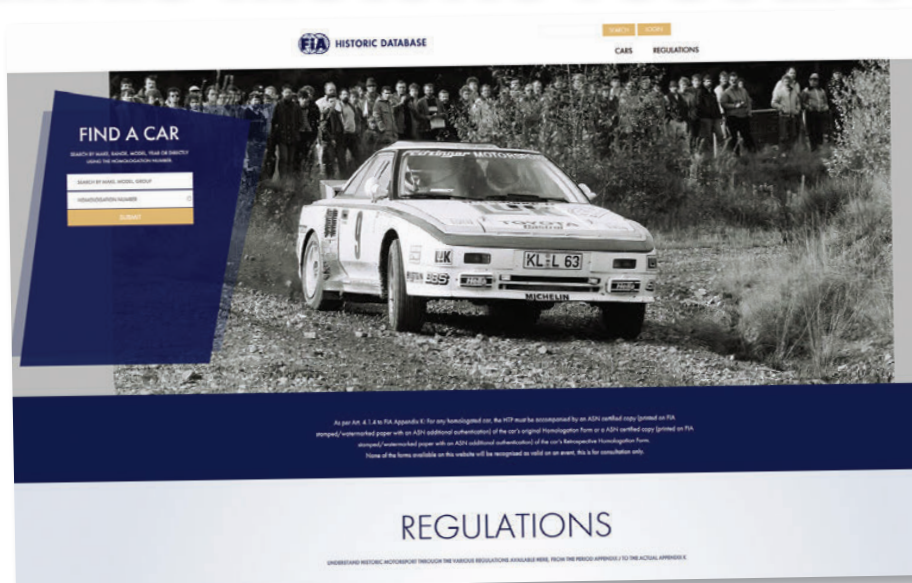 FiA HISTORIC DATABASE
SEARCH
CARS REGULATIONS
FIND A CAR
SEARCH BY MAKE, RANGE, MODEL, YEAR OR DIRECTLY
USING THE HOMOLOGATION NUMBER.
SEARCH BY MAKE, MODEL, GROUP
HOMOLOGATION NUMBER
SUBMIT
MOTORSPORT
TOYOTA
Castrol
9
KL-L 63
BBS
Hella
Hella
MICHELIN
As per Art. 4.1.4 to FIA Appendix K: For any homologated car, the HTP must be accompanied by an ASN certified copy (printed on FIA
stamped/watermarked paper with an ASN additional authentication) of the car's original Homologation Form or a ASN certified copy (printed on FIA
stamped/watermarked paper with an ASN additional authentication) of the car's Retrospective Homologation Form.
None of the forms available on this website will be recognised as valid on an event, this is for consultation only.
REGULATIONS
UNDERSTAND HISTORIC MOTORSPORT THROUGH THE VARIOUS REGULATIONS AVAILABLE HERE, FROM THE PERIOD APPENDIX J TO THE ACTUAL APPENDIX K